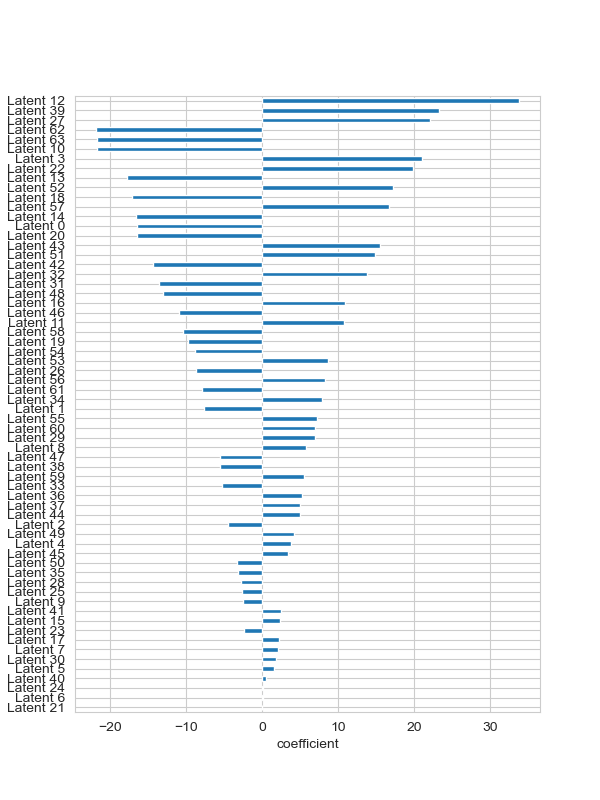 Latent 12
Latent 39
Latent 27
Latent 62
Latent 63
Latent 10
Latent 3
Latent 22
Latent 13
Latent 52
Latent 18
Latent 57
Latent 14
Latent 0
Latent 20
Latent 43
Latent 51
Latent 42
Latent 32
Latent 31
Latent 48
Latent 16
Latent 46
Latent 11
Latent 58
Latent 19
Latent 54
Latent 53
Latent 26
Latent 56
Latent 61
Latent 34
Latent 1
Latent 55
Latent 60
Latent 29
Latent 8
Latent 47
Latent 38
Latent 59
Latent 33
Latent 36
Latent 37
Latent 44
Latent 2
Latent 49
Latent 4
Latent 45
Latent 50
Latent 35
Latent 28
Latent 25
Latent 9
Latent 41
Latent 15
Latent 23
Latent 17
Latent 7
Latent 30
Latent 5
Latent 40
Latent 24
Latent 6
Latent 21
−20 −10 0 10 20 30
coefficient